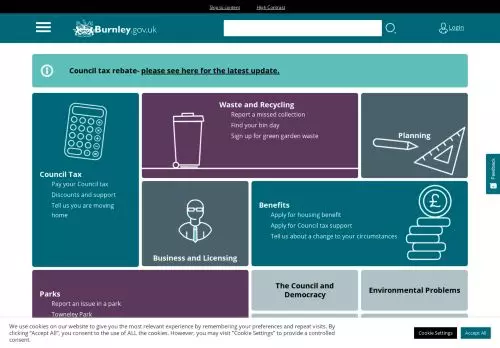 Skip to content High Contrast
Burnley.gov.uk
Login
Council tax rebate- please see here for the latest update.
Waste and Recycling
Report a missed collection
Find your bin day
Sign up for green garden waste
Planning
Council Tax
Pay your Council tax
Discounts and support
Tell us you are moving
home
Business and Licensing
Benefits
Apply for housing benefit
Apply for Council tax support
Tell us about a change to your circumstances
£
Feedback
Parks
Report an issue in a park
Towneley Park
The Council and
Democracy
Environmental Problems
We use cookies on our website to give you the most relevant experience by remembering your preferences and repeat visits. By
clicking "Accept All", you consent to the use of ALL the cookies. However, you may visit "Cookie Settings" to provide a controlled
consent.
Cookie Settings
Accept All